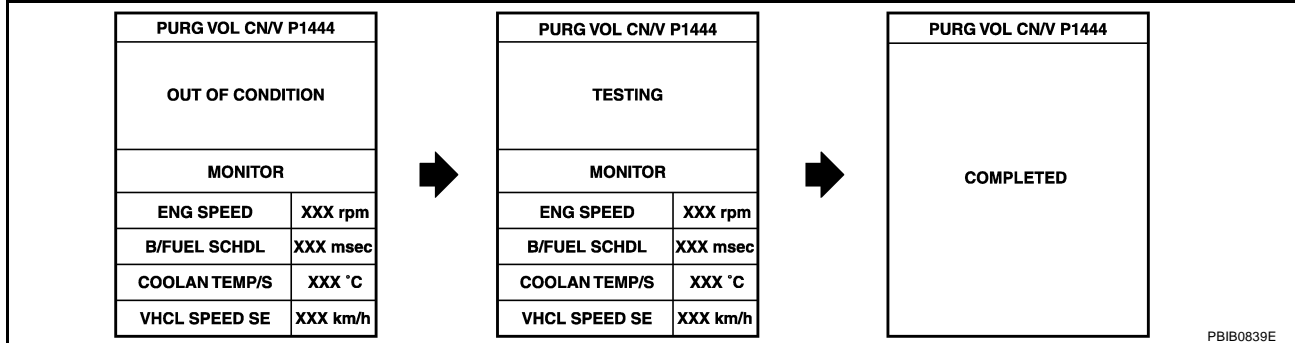 PURG VOL CN/V P1444
OUT OF CONDITION
MONITOR
ENG SPEED XXX rpm
B/FUEL SCHDL XXX msec
COOLAN TEMP/S XXX °C
VHCL SPEED SE XXX km/h
PURG VOL CN/V P1444
TESTING
MONITOR
ENG SPEED XXX rpm
B/FUEL SCHDL XXX msec
COOLAN TEMP/S XXX °C
VHCL SPEED SE XXX km/h
PURG VOL CN/V P1444
COMPLETED
PBIB0839E